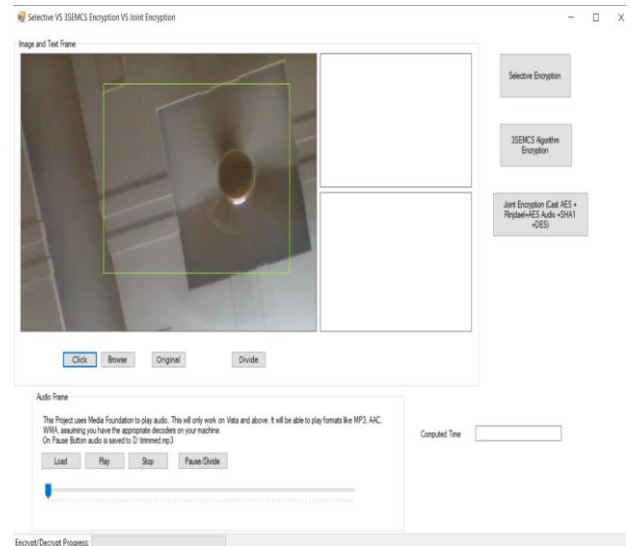 Selective VS 3SEMCS Encryption VS Joint Encryption
Image and Text Frame
Selective Encryption
3SEMCS Algorithm
Encryption
Joint Encryption (Cast AES +
Rinjdael+AES Audio +SHA1
+DES)
Click
Browse
Original
Divide
Audio Frame
This Project uses Media Foundation to play audio. This will only work on Vista and above. It will be able to play formats like MP3, AAC,
WMA, assuming you have the appropriate decoders on your machine.
On Pause Button audio is saved to D:\trimmed.mp3
Load
Play
Stop
Pause/Divide
Computed Time
Encrypt/Decrypt Progress: